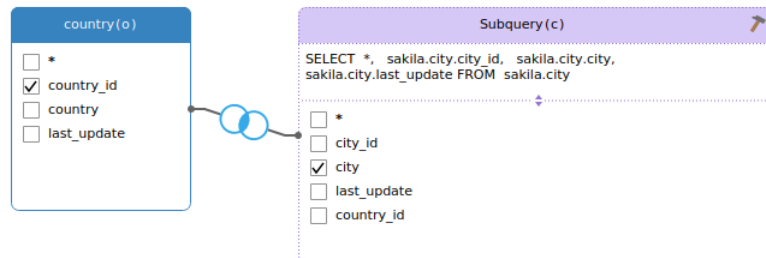 country(o)
*
country_id
country
last_update
Subquery(c)
SELECT *, sakila.city.city_id, sakila.city.city,
sakila.city.last_update FROM sakila.city
*
city_id
city
last_update
country_id